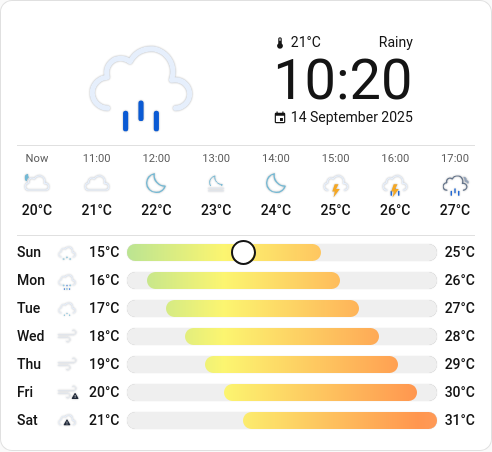 21°C Rainy
10:20
14 September 2025
Now 11:00 12:00 13:00 14:00 15:00 16:00 17:00
20°C 21°C 22°C 23°C 24°C 25°C 26°C 27°C
Sun 15°C 25°C
Mon 16°C 26°C
Tue 17°C 27°C
Wed 18°C 28°C
Thu 19°C 29°C
Fri 20°C 30°C
Sat 21°C 31°C